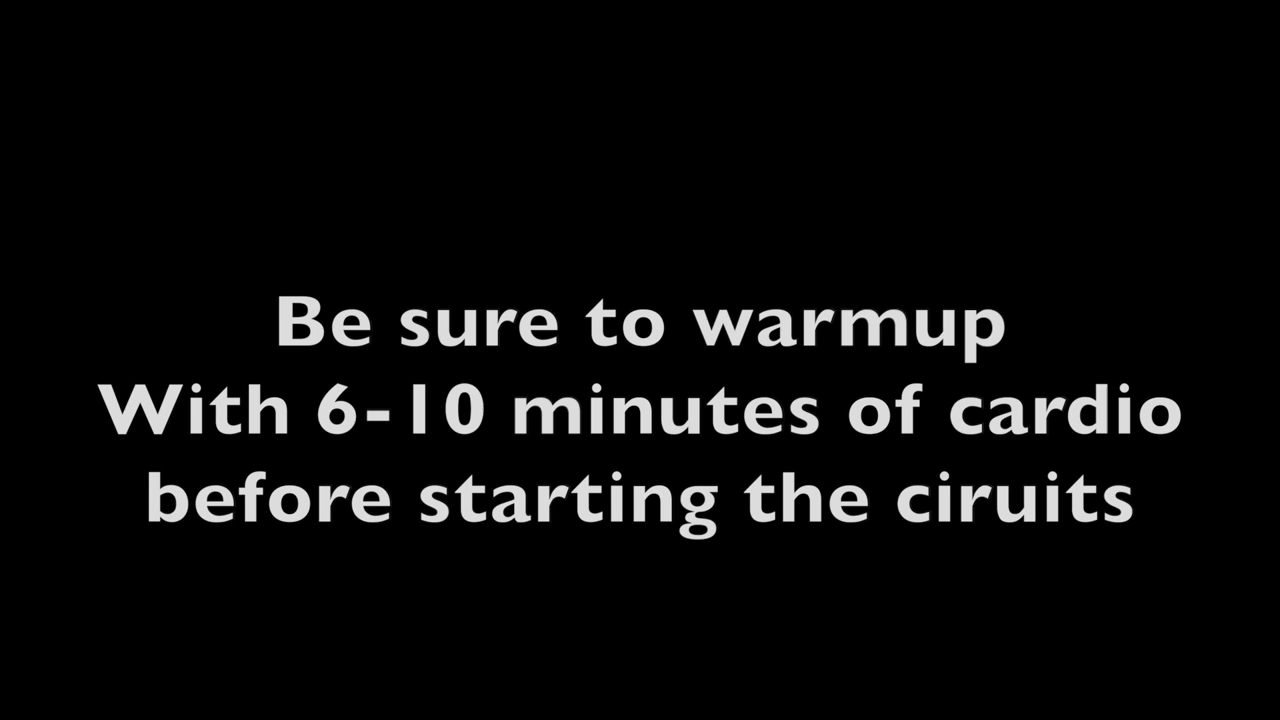 Be sure to warmup
With 6-10 minutes of cardio
before starting the ciruits